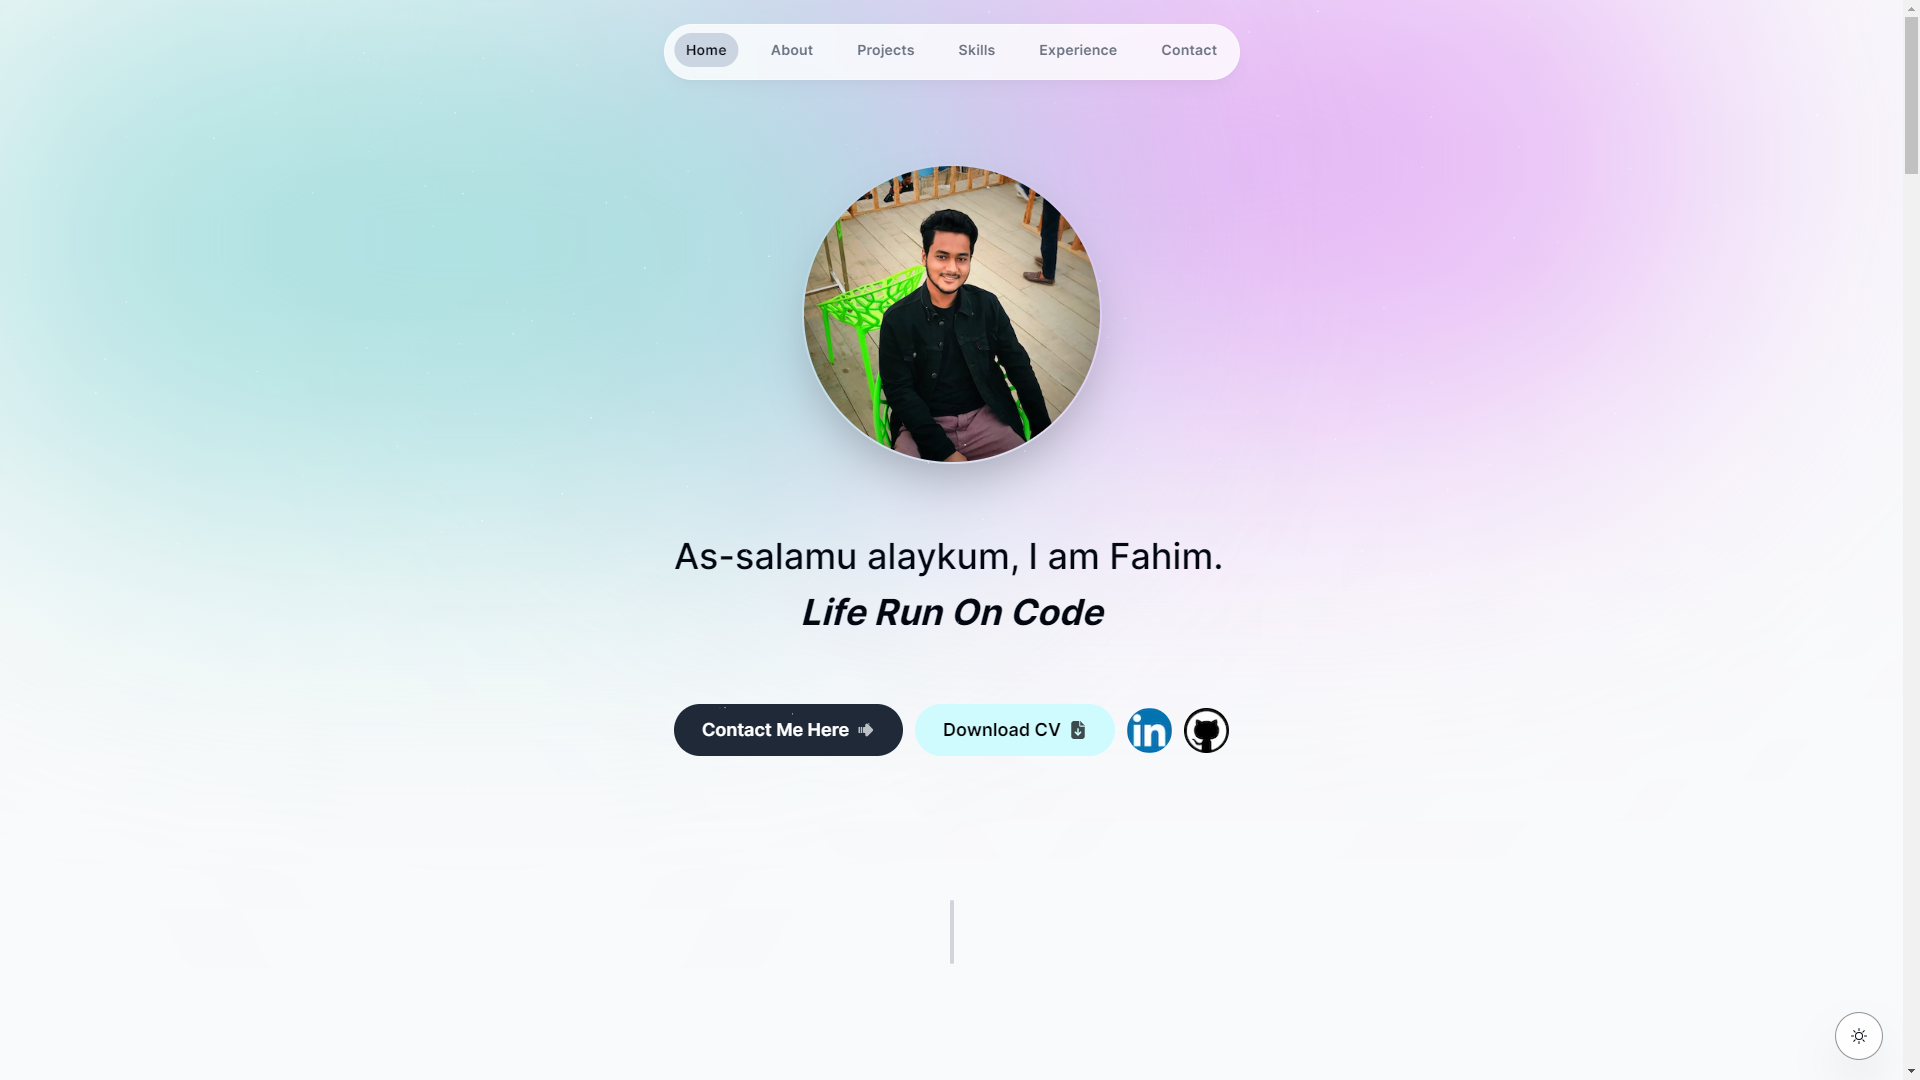 Home About Projects Skills Experience Contact
As-salamu alaykum, I am Fahim.
Life Run On Code
Contact Me Here Download CV in